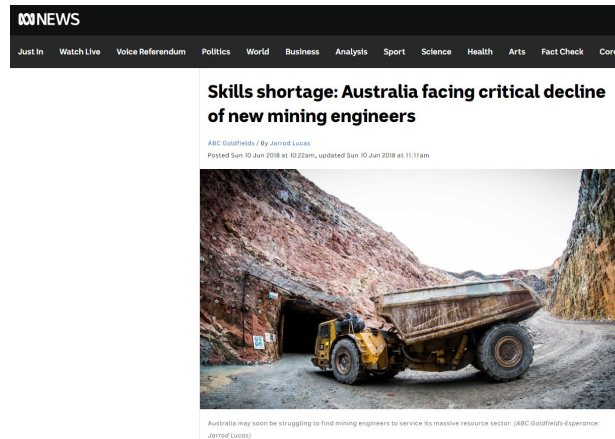 NEWS
Just In Watch Live Voice Referendum Politics World Business Analysis Sport Science Health Arts Fact Check Cor
Skills shortage: Australia facing critical decline
of new mining engineers
ABC Goldfields / By Jarrod Lucas
Posted Sun 10 Jun 2018 at 10:22am, updated Sun 10 Jun 2018 at 11:11am
Australia may soon be struggling to find mining engineers to service its massive resource sector. (ABC Goldfields-Esperance:
Jarrod Lucas)